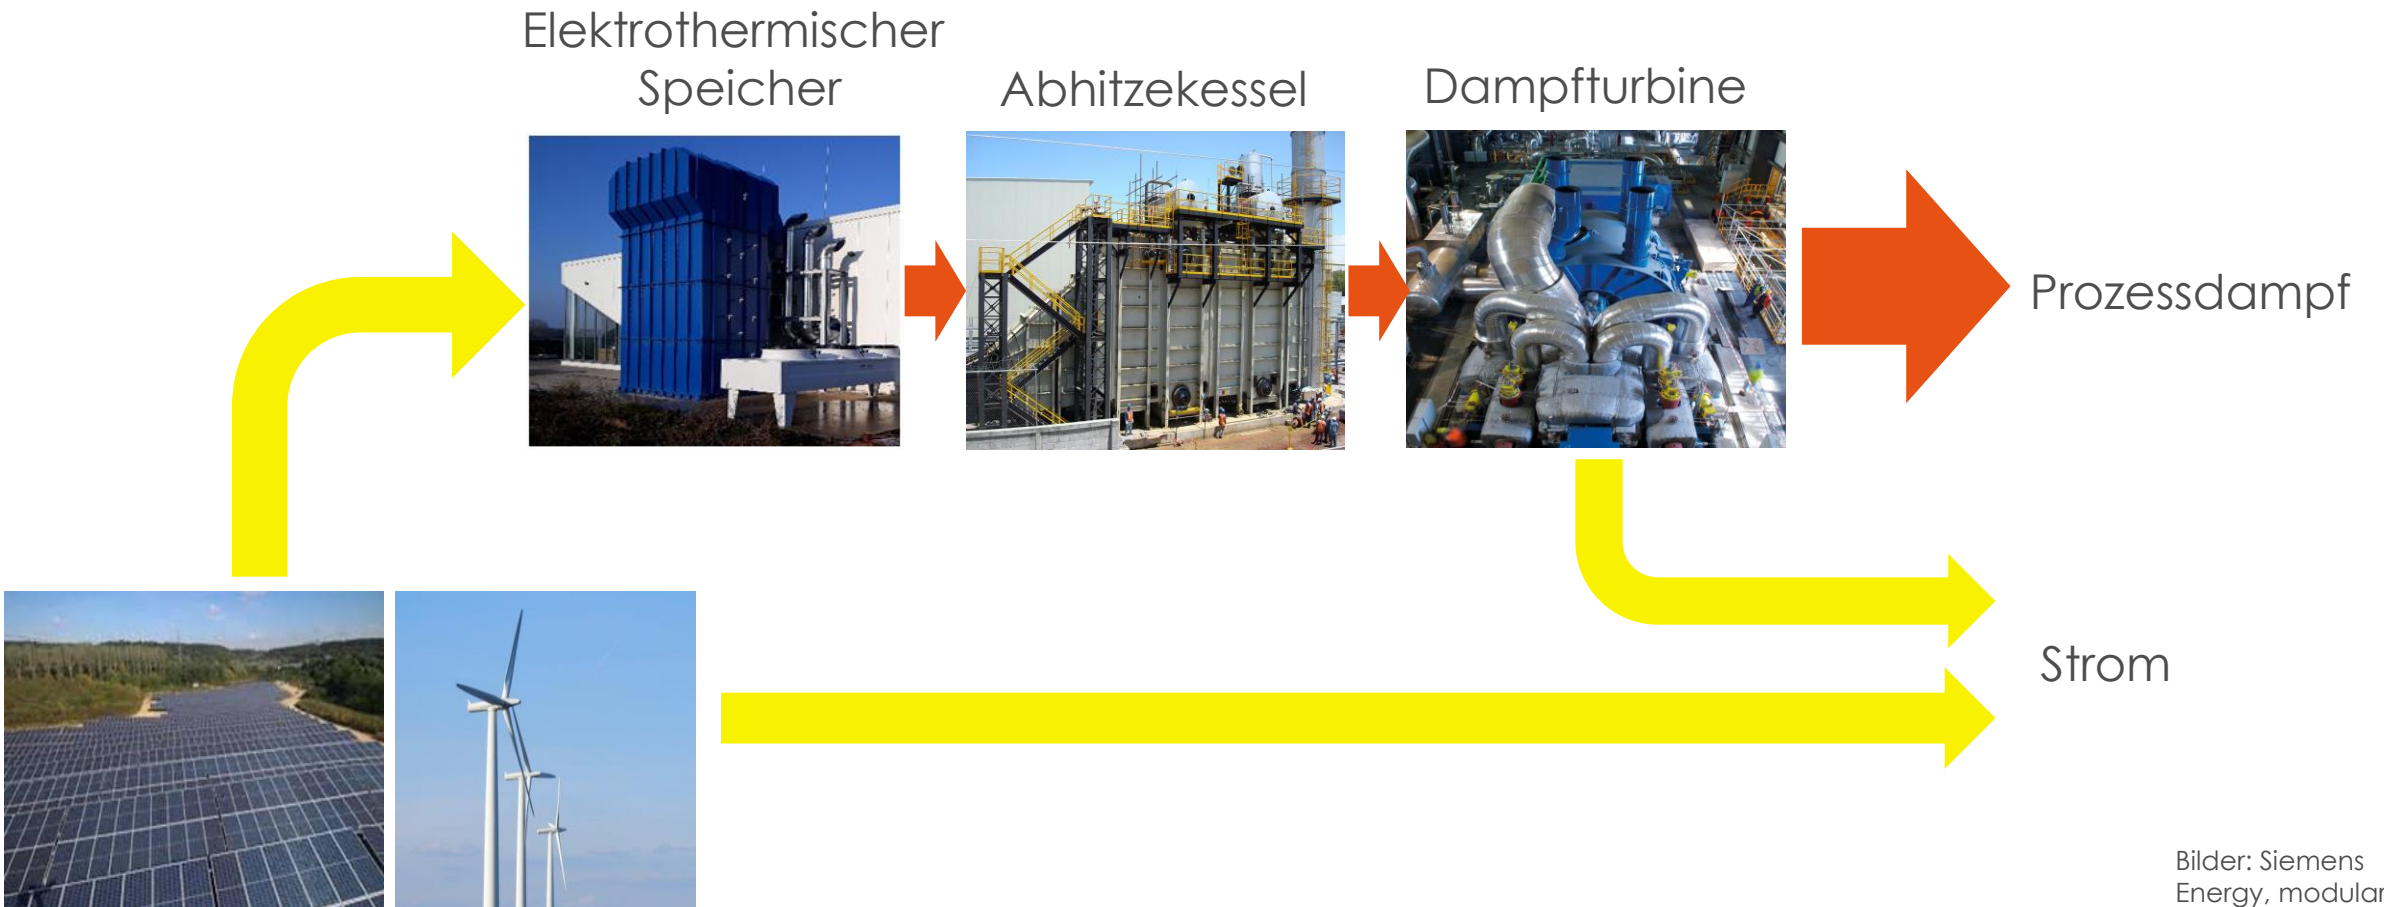 Elektrothermischer
Speicher
Abhitzekessel
Dampfturbine
Prozessdampf
Strom
Bilder: Siemens
Energy, modular